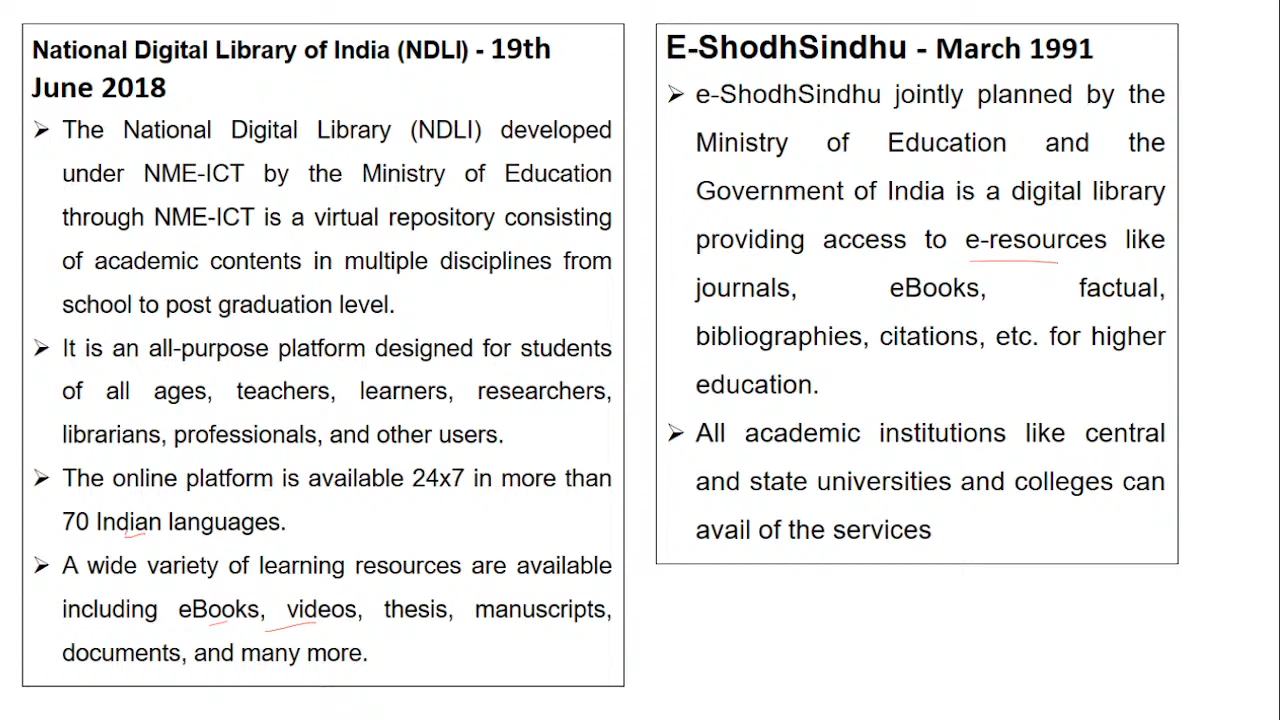 National Digital Library of India (NDLI) - 19th
June 2018
➢ The National Digital Library (NDLI) developed
under NME-ICT by the Ministry of Education
through NME-ICT is a virtual repository consisting
of academic contents in multiple disciplines from
school to post graduation level.
➢ It is an all-purpose platform designed for students
of all ages, teachers, learners, researchers,
librarians, professionals, and other users.
➢ The online platform is available 24x7 in more than
70 Indian languages.
➢ A wide variety of learning resources are available
including eBooks, videos, thesis, manuscripts,
documents, and many more.
E-ShodhSindhu - March 1991
➢ e-ShodhSindhu jointly planned by the
Ministry of Education and the
Government of India is a digital library
providing access to e-resources like
journals, eBooks, factual,
bibliographies, citations, etc. for higher
education.
➢ All academic institutions like central
and state universities and colleges can
avail of the services